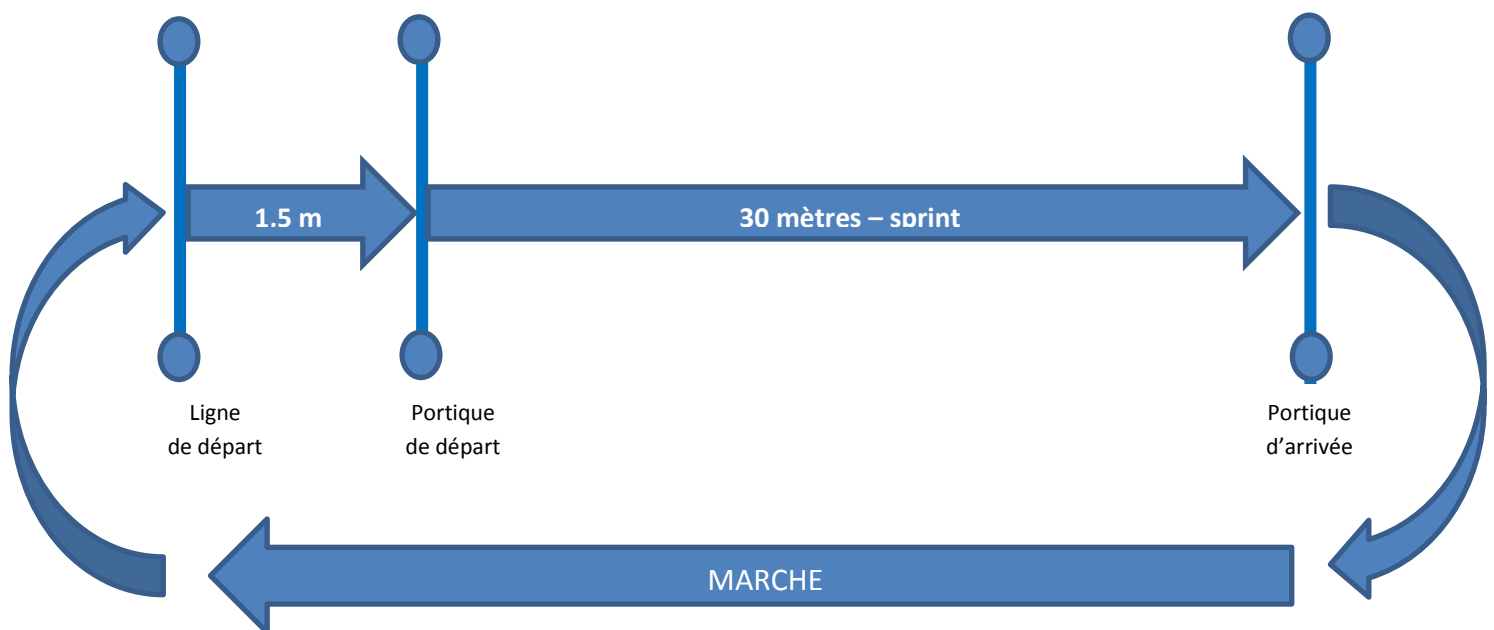 1.5 m
30 mètres – sprint
Ligne
de départ
Portique
de départ
Portique
d’arrivée
MARCHE